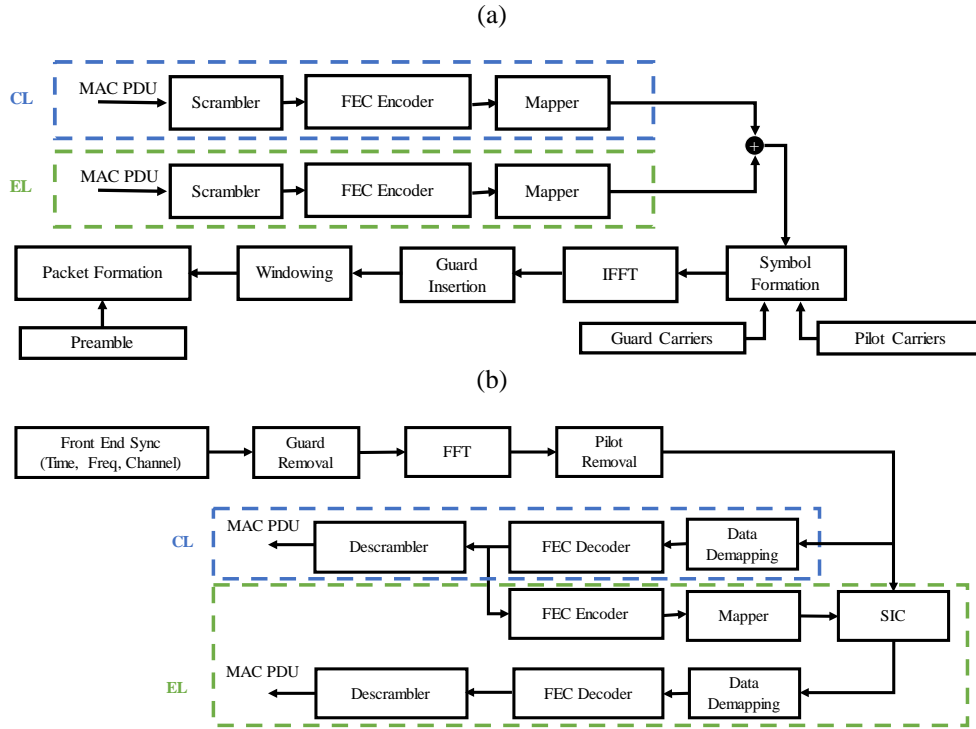 (a)
MAC PDU
CL
Scrambler
FEC Encoder
Mapper
+
MAC PDU
EL
Scrambler
FEC Encoder
Mapper
Packet Formation
Windowing
Guard
Insertion
IFFT
Symbol
Formation
Preamble
Guard Carriers
Pilot Carriers
(b)
Front End Sync
(Time, Freq, Channel)
Guard
Removal
FFT
Pilot
Removal
MAC PDU
CL
Descrambler
FEC Decoder
Data
Demapping
FEC Encoder
Mapper
SIC
MAC PDU
EL
Descrambler
FEC Decoder
Data
Demapping